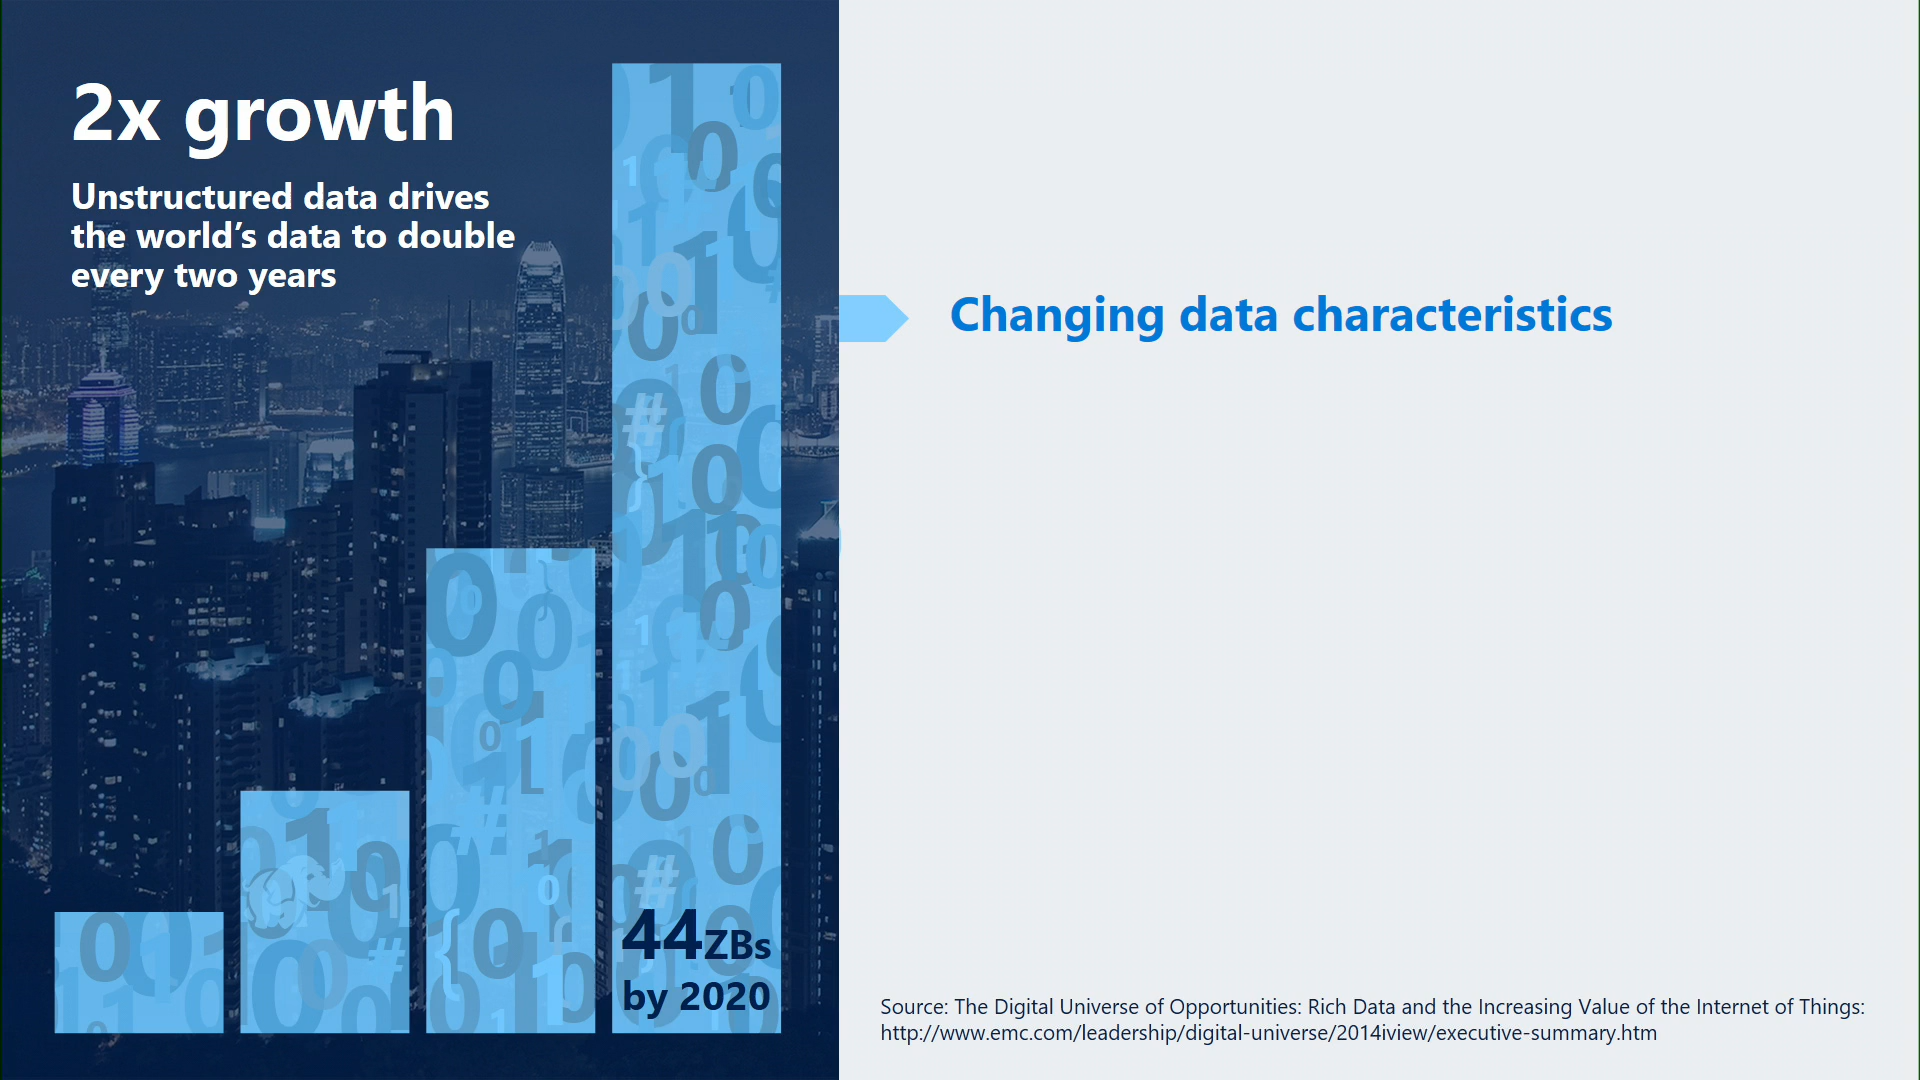 2x growth
Unstructured data drives
the world’s data to double
every two years
44ZBs
by 2020
Changing data characteristics
Source: The Digital Universe of Opportunities: Rich Data and the Increasing Value of the Internet of Things:
http://www.emc.com/leadership/digital-universe/2014iview/executive-summary.htm